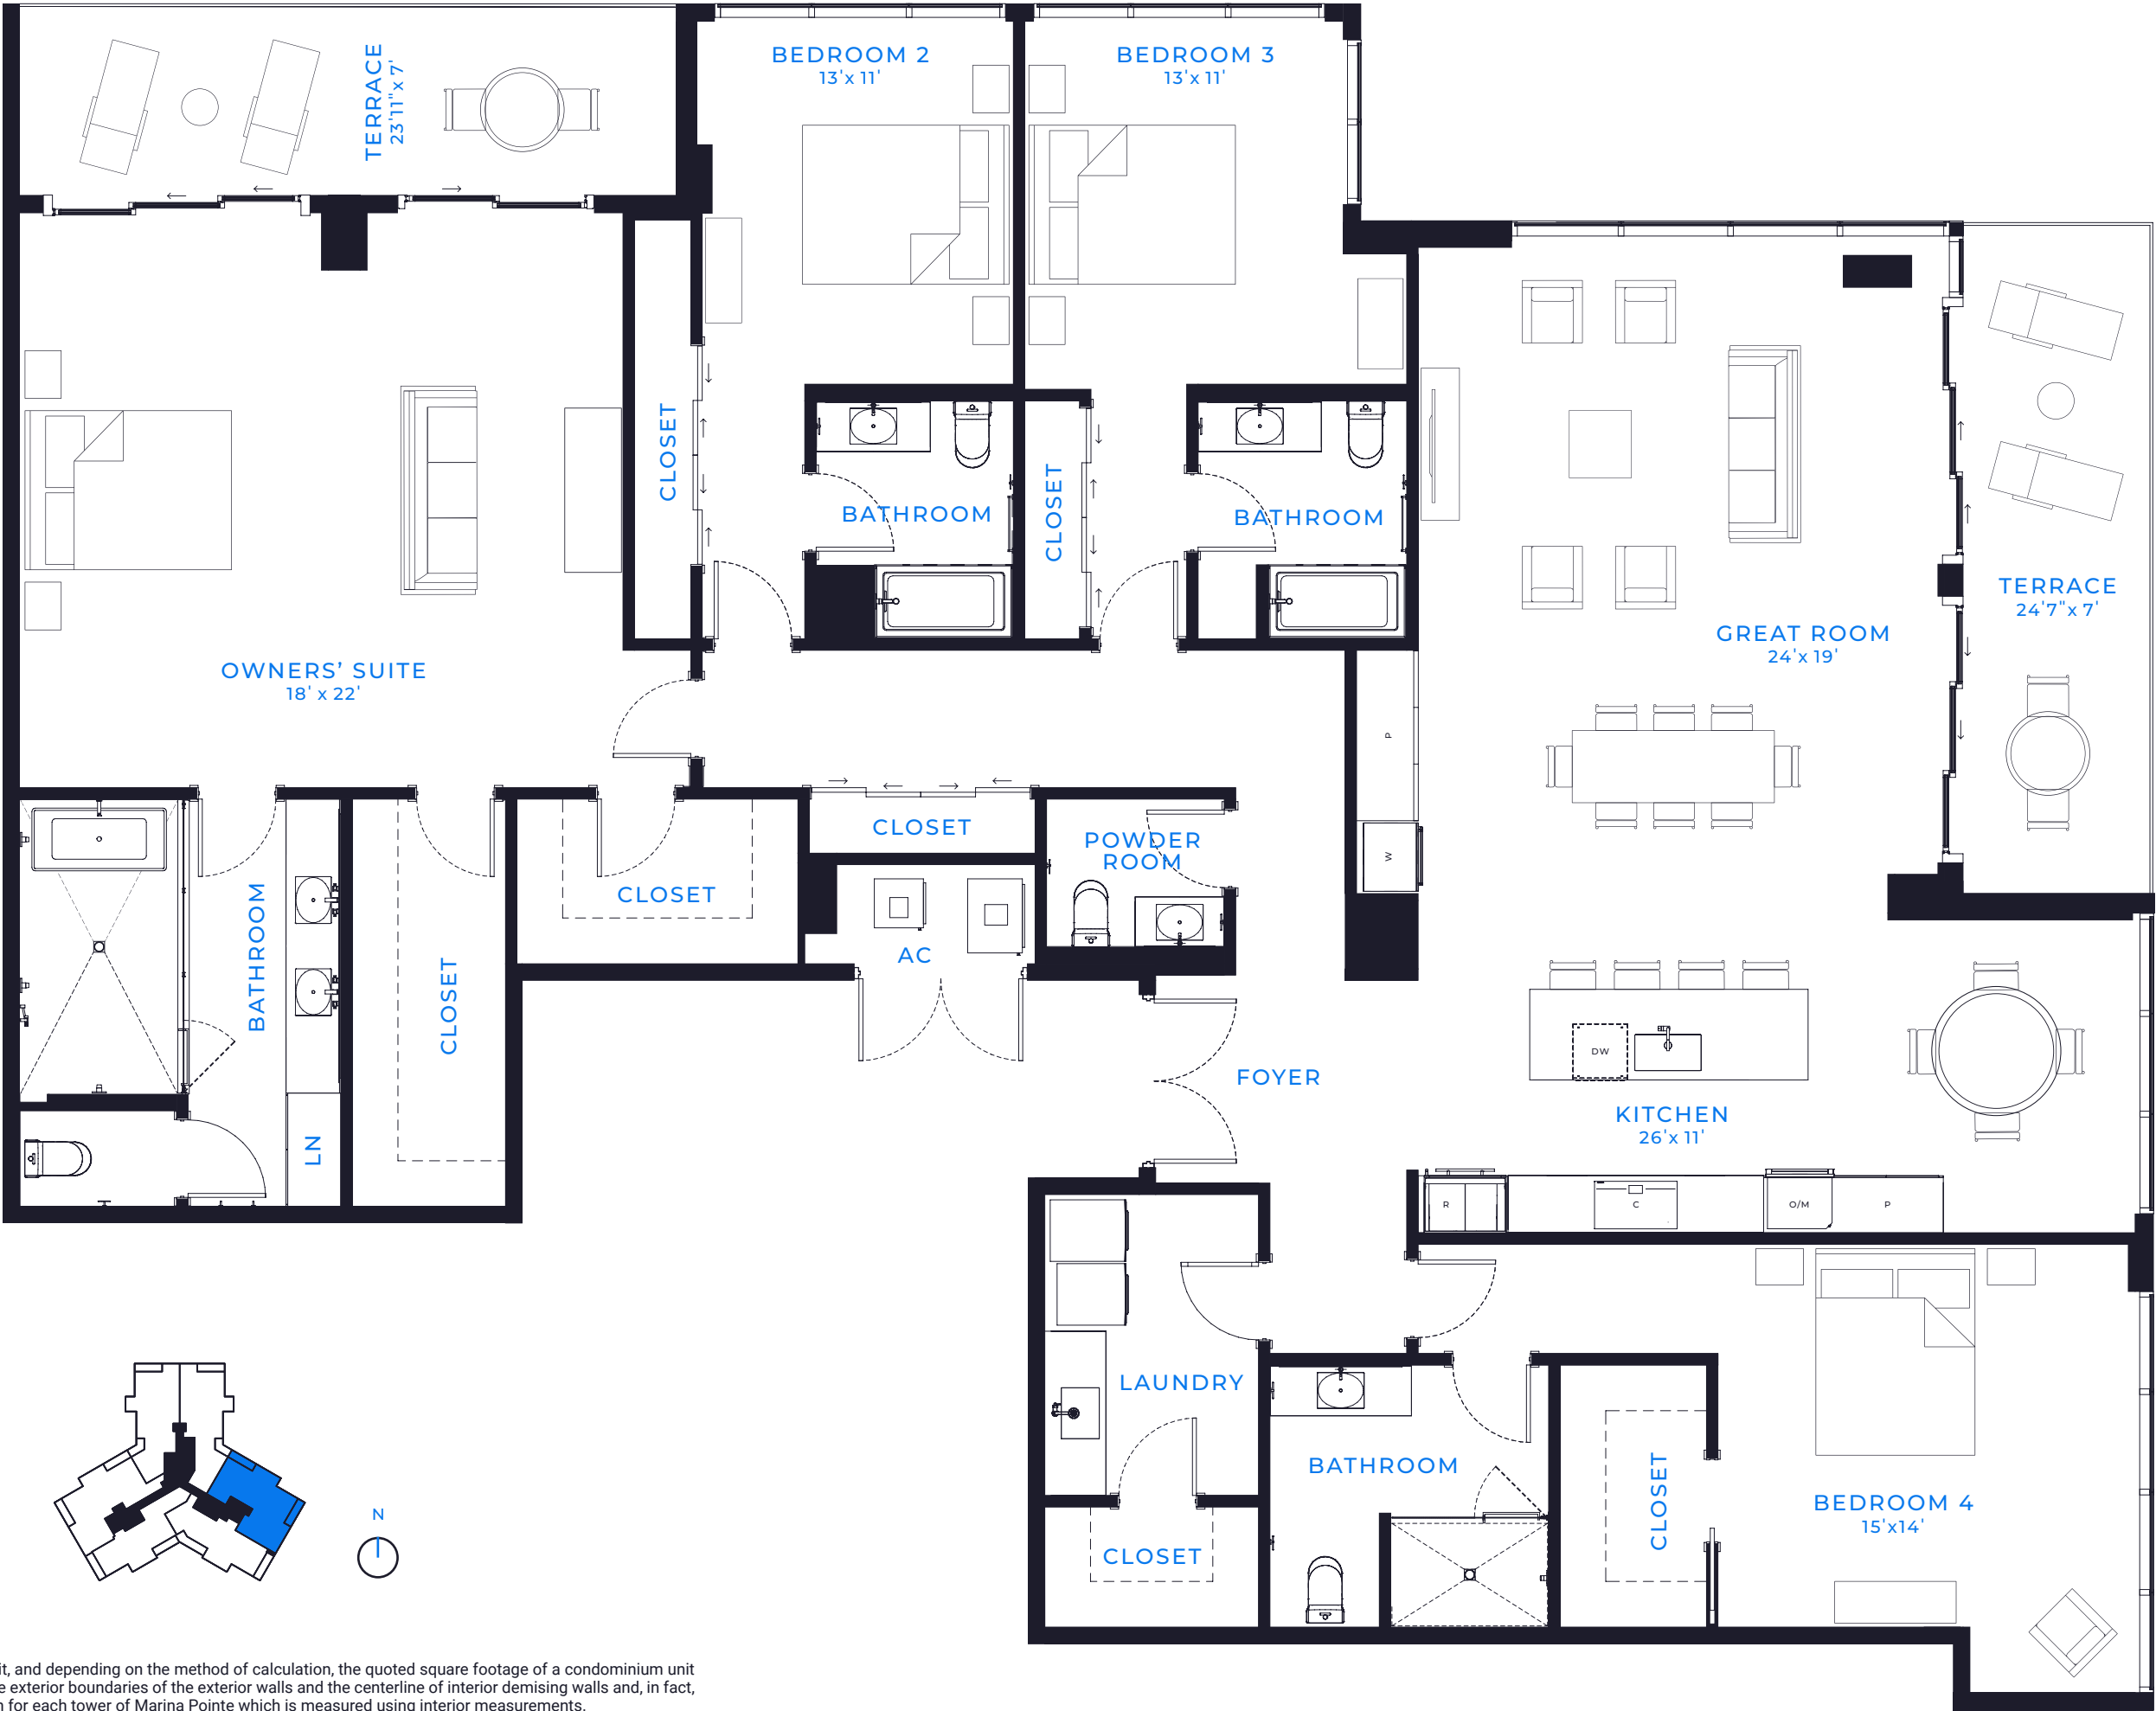 TERRACE
23'11"x 7'
BEDROOM 2
13'x 11'
BEDROOM 3
13'x 11'
CLOSET
BATHROOM
CLOSET
BATHROOM
TERRACE
24'7"x 7'
GREAT ROOM
24'x 19'
OWNERS’ SUITE
18' x 22'
P
W
CLOSET
POWDER
ROOM
CLOSET
AC
BATHROOM
CLOSET
LN
FOYER
DW
KITCHEN
26'x 11'
R
C
O/M
P
LAUNDRY
BATHROOM
CLOSET
CLOSET
BEDROOM 4
15'x14'
N
and depending on the method of calculation, the quoted square footage of a condominium unit
exterior boundaries of the exterior walls and the centerline of interior demising walls and, in fact,
for each tower of Marina Pointe which is measured using interior measurements.